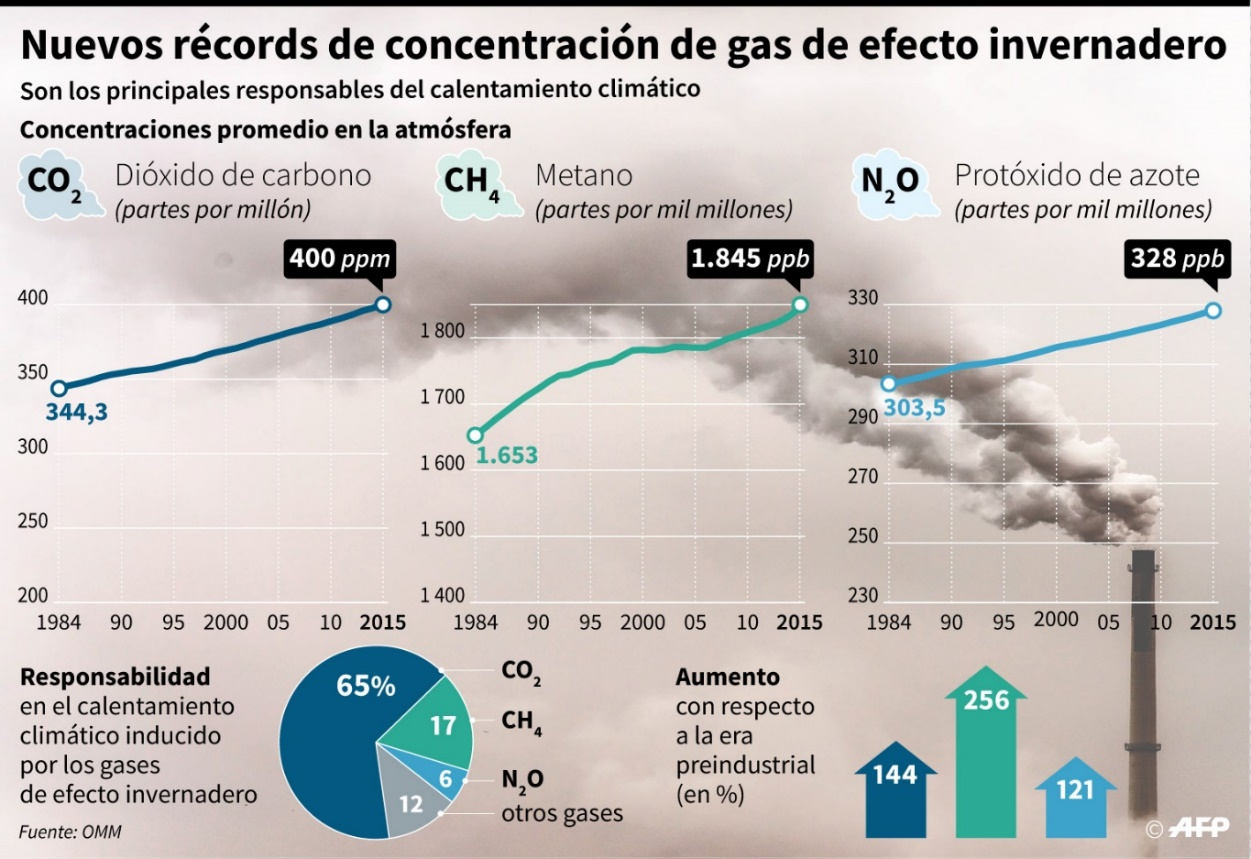 Nuevos récords de concentración de gas de efecto invernadero
Son los principales responsables del calentamiento climático
Concentraciones promedio en la atmósfera
CO2
Dióxido de carbono
(partes por millón)
400 ppm
400
350
300
250
200
344,3
1984 90 95 2000 05 10 2015
CH4
Metano
(partes por mil millones)
1.845 ppb
1 800
1 700
1 600
1 500
1 400
1.653
1984 90 95 2000 05 10 2015
N2O
Protóxido de azote
(partes por mil millones)
328 ppb
330
310
290
270
250
230
303,5
1984 90 95 2000 05 10 2015
Responsabilidad
en el calentamiento
climático inducido
por los gases
de efecto invernadero
65%
17
6
12
CO2
CH4
N2O
otros gases
Aumento
con respecto
a la era
preindustrial
(en %)
144
256
121
Fuente: OMM
© AFP